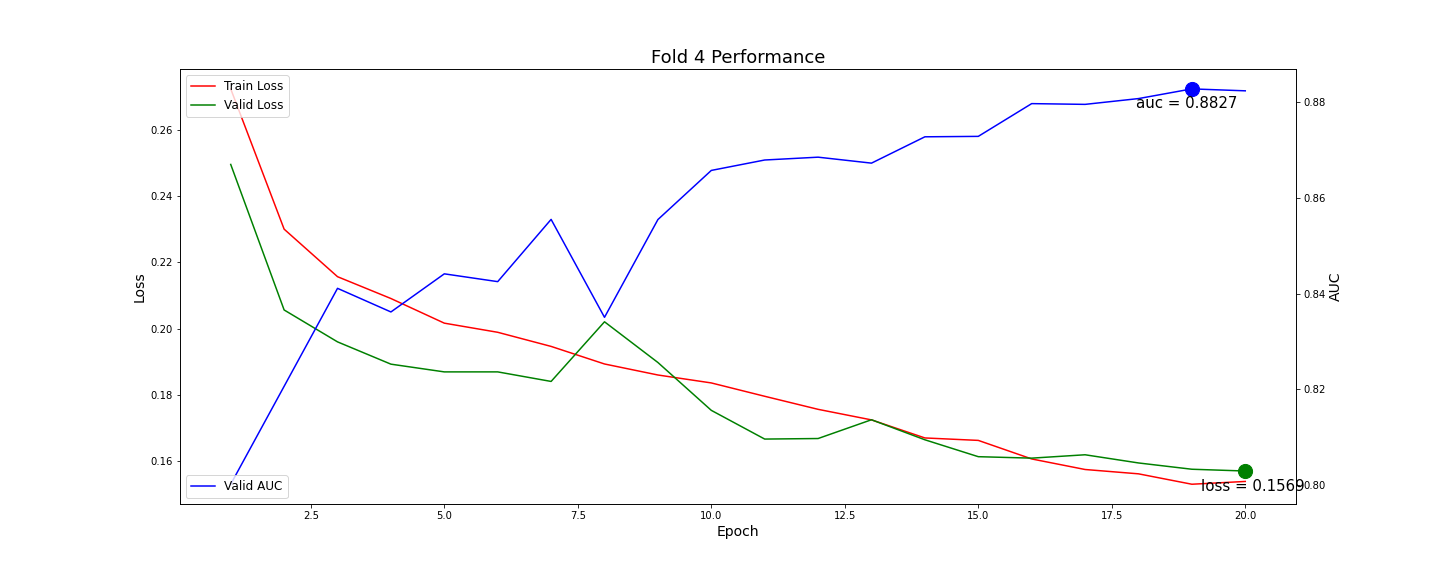 Fold 4 Performance
Train Loss
Valid Loss
Valid AUC
auc = 0.8827
loss = 0.1569
Loss
0.26
0.24
0.22
0.20
0.18
0.16
AUC
0.88
0.86
0.84
0.82
0.80
2.5
5.0
7.5
10.0
12.5
15.0
17.5
20.0
Epoch